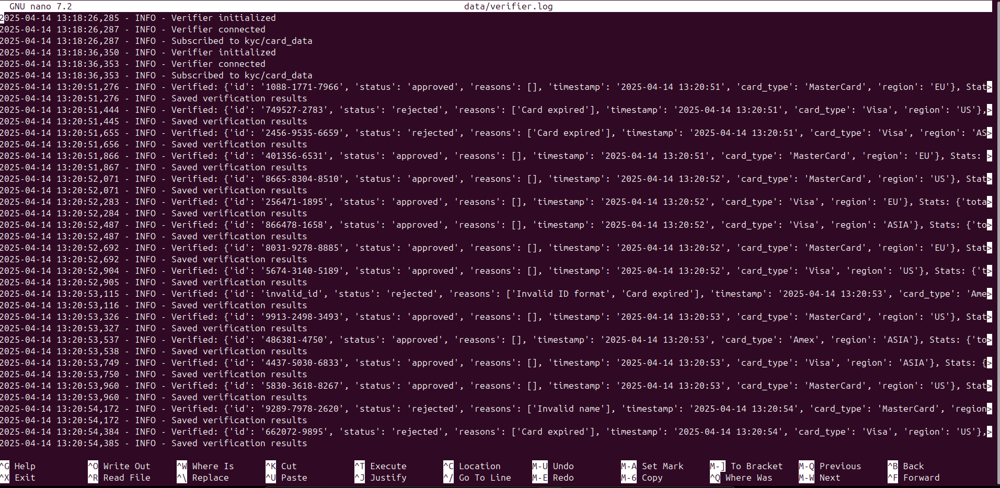 GNU nano 7.2 data/verifier.log
2025-04-14 13:18:26,285 - INFO - Verifier initialized
2025-04-14 13:18:26,287 - INFO - Verifier connected
2025-04-14 13:18:26,287 - INFO - Subscribed to kyc/card_data
2025-04-14 13:18:36,350 - INFO - Verifier initialized
2025-04-14 13:18:36,353 - INFO - Verifier connected
2025-04-14 13:18:36,353 - INFO - Subscribed to kyc/card_data
2025-04-14 13:20:51,276 - INFO - Verified: {'id': '1088-1771-7966', 'status': 'approved', 'reasons': [], 'timestamp': '2025-04-14 13:20:51', 'card_type': 'MasterCard', 'region': 'EU'}, Stat>
2025-04-14 13:20:51,276 - INFO - Saved verification results
2025-04-14 13:20:51,444 - INFO - Verified: {'id': '749527-2783', 'status': 'rejected', 'reasons': ['Card expired'], 'timestamp': '2025-04-14 13:20:51', 'card_type': 'Visa', 'region': 'US'},>
2025-04-14 13:20:51,445 - INFO - Saved verification results
2025-04-14 13:20:51,655 - INFO - Verified: {'id': '2456-9535-6659', 'status': 'rejected', 'reasons': ['Card expired'], 'timestamp': '2025-04-14 13:20:51', 'card_type': 'Visa', 'region': 'AS>
2025-04-14 13:20:51,656 - INFO - Saved verification results
2025-04-14 13:20:51,866 - INFO - Verified: {'id': '401356-6531', 'status': 'approved', 'reasons': [], 'timestamp': '2025-04-14 13:20:51', 'card_type': 'MasterCard', 'region': 'EU'}, Stats: >
2025-04-14 13:20:51,867 - INFO - Saved verification results
2025-04-14 13:20:52,071 - INFO - Verified: {'id': '8665-8304-8510', 'status': 'approved', 'reasons': [], 'timestamp': '2025-04-14 13:20:52', 'card_type': 'MasterCard', 'region': 'US'}, Stat>
2025-04-14 13:20:52,071 - INFO - Saved verification results
2025-04-14 13:20:52,283 - INFO - Verified: {'id': '256471-1895', 'status': 'approved', 'reasons': [], 'timestamp': '2025-04-14 13:20:52', 'card_type': 'Visa', 'region': 'EU'}, Stats: {'tota>
2025-04-14 13:20:52,284 - INFO - Saved verification results
2025-04-14 13:20:52,487 - INFO - Verified: {'id': '866478-1658', 'status': 'approved', 'reasons': [], 'timestamp': '2025-04-14 13:20:52', 'card_type': 'Visa', 'region': 'ASIA'}, Stats: {'to>
2025-04-14 13:20:52,487 - INFO - Saved verification results
2025-04-14 13:20:52,692 - INFO - Verified: {'id': '8031-9278-8885', 'status': 'approved', 'reasons': [], 'timestamp': '2025-04-14 13:20:52', 'card_type': 'MasterCard', 'region': 'EU'}, Stat>
2025-04-14 13:20:52,692 - INFO - Saved verification results
2025-04-14 13:20:52,904 - INFO - Verified: {'id': '5674-3140-5189', 'status': 'approved', 'reasons': [], 'timestamp': '2025-04-14 13:20:52', 'card_type': 'Visa', 'region': 'US'}, Stats: {'t>
2025-04-14 13:20:52,905 - INFO - Saved verification results
2025-04-14 13:20:53,115 - INFO - Verified: {'id': 'invalid_id', 'status': 'rejected', 'reasons': ['Invalid ID format', 'Card expired'], 'timestamp': '2025-04-14 13:20:53', 'card_type': 'Ame>
2025-04-14 13:20:53,116 - INFO - Saved verification results
2025-04-14 13:20:53,326 - INFO - Verified: {'id': '9913-2498-3493', 'status': 'approved', 'reasons': [], 'timestamp': '2025-04-14 13:20:53', 'card_type': 'MasterCard', 'region': 'US'}, Stat>
2025-04-14 13:20:53,327 - INFO - Saved verification results
2025-04-14 13:20:53,537 - INFO - Verified: {'id': '486381-4750', 'status': 'approved', 'reasons': [], 'timestamp': '2025-04-14 13:20:53', 'card_type': 'Amex', 'region': 'ASIA'}, Stats: {'to>
2025-04-14 13:20:53,538 - INFO - Saved verification results
2025-04-14 13:20:53,749 - INFO - Verified: {'id': '4437-5030-6833', 'status': 'approved', 'reasons': [], 'timestamp': '2025-04-14 13:20:53', 'card_type': 'Visa', 'region': 'ASIA'}, Stats: {>
2025-04-14 13:20:53,750 - INFO - Saved verification results
2025-04-14 13:20:53,960 - INFO - Verified: {'id': '5830-3618-8267', 'status': 'approved', 'reasons': [], 'timestamp': '2025-04-14 13:20:53', 'card_type': 'MasterCard', 'region': 'US'}, Stat>
2025-04-14 13:20:53,960 - INFO - Saved verification results
2025-04-14 13:20:54,172 - INFO - Verified: {'id': '9289-7978-2620', 'status': 'rejected', 'reasons': ['Invalid name'], 'timestamp': '2025-04-14 13:20:54', 'card_type': 'MasterCard', 'region>
2025-04-14 13:20:54,172 - INFO - Saved verification results
2025-04-14 13:20:54,384 - INFO - Verified: {'id': '662072-9895', 'status': 'rejected', 'reasons': ['Card expired'], 'timestamp': '2025-04-14 13:20:54', 'card_type': 'Visa', 'region': 'US'},>
2025-04-14 13:20:54,385 - INFO - Saved verification results
^G Help ^O Write Out ^W Where Is ^K Cut ^T Execute ^C Location M-U Undo M-A Set Mark M-] To Bracket M-Q Previous ^B Back
^X Exit ^R Read File ^\ Replace ^U Paste ^J Justify ^/ Go To Line M-E Redo M-6 Copy ^Q Where Was M-W Next ^F Forward